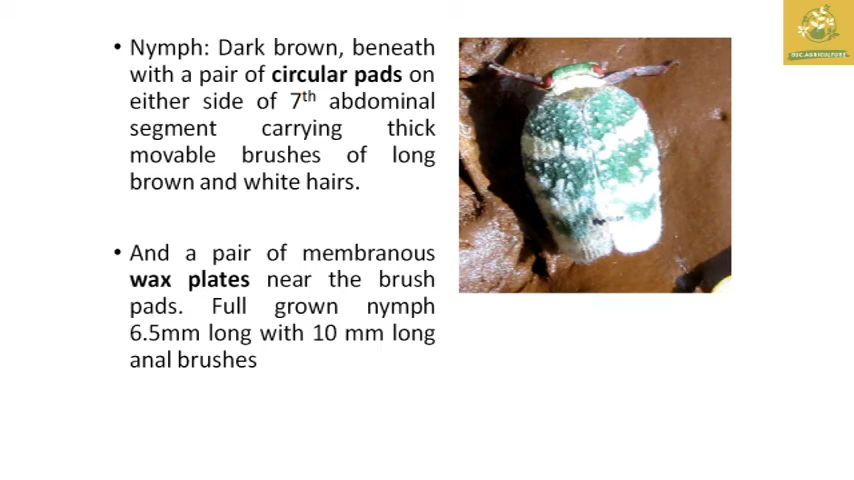 • Nymph: Dark brown, beneath
with a pair of circular pads on
either side of 7th abdominal
segment carrying thick
movable brushes of long
brown and white hairs.
• And a pair of membranous
wax plates near the brush
pads. Full grown nymph
6.5mm long with 10 mm long
anal brushes